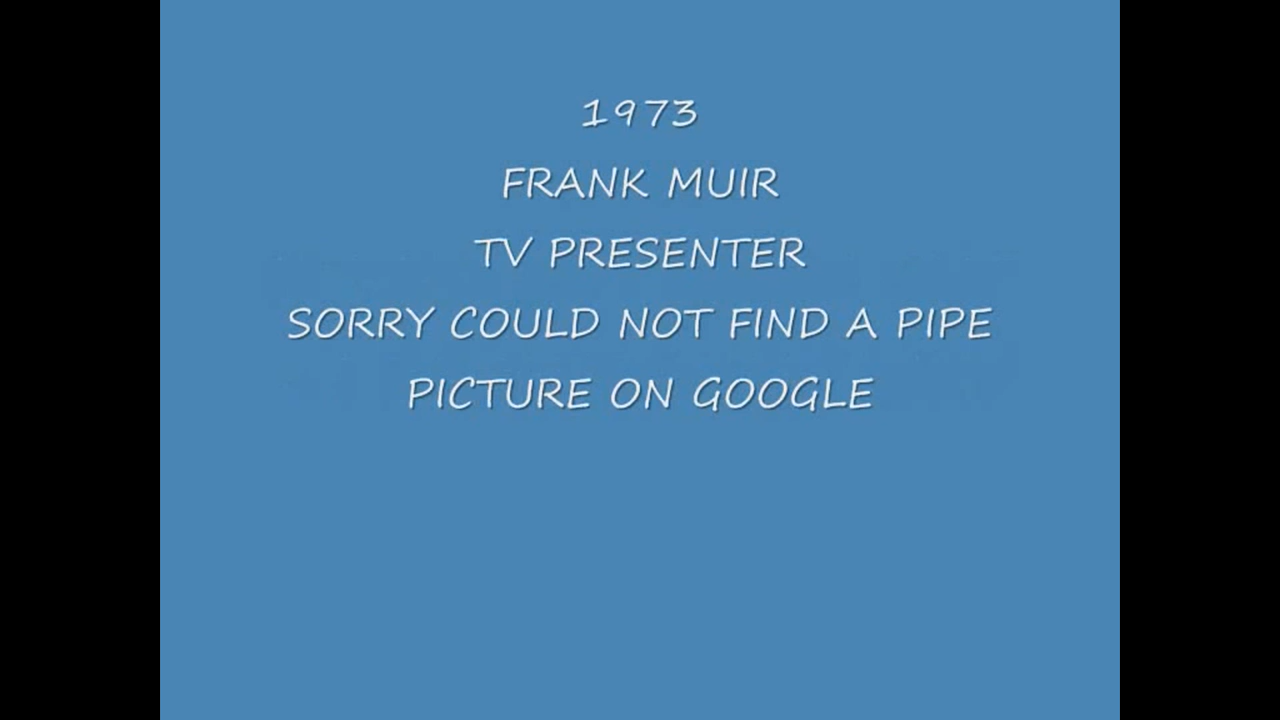 1973
FRANK MUIR
TV PRESENTER
SORRY COULD NOT FIND A PIPE
PICTURE ON GOOGLE